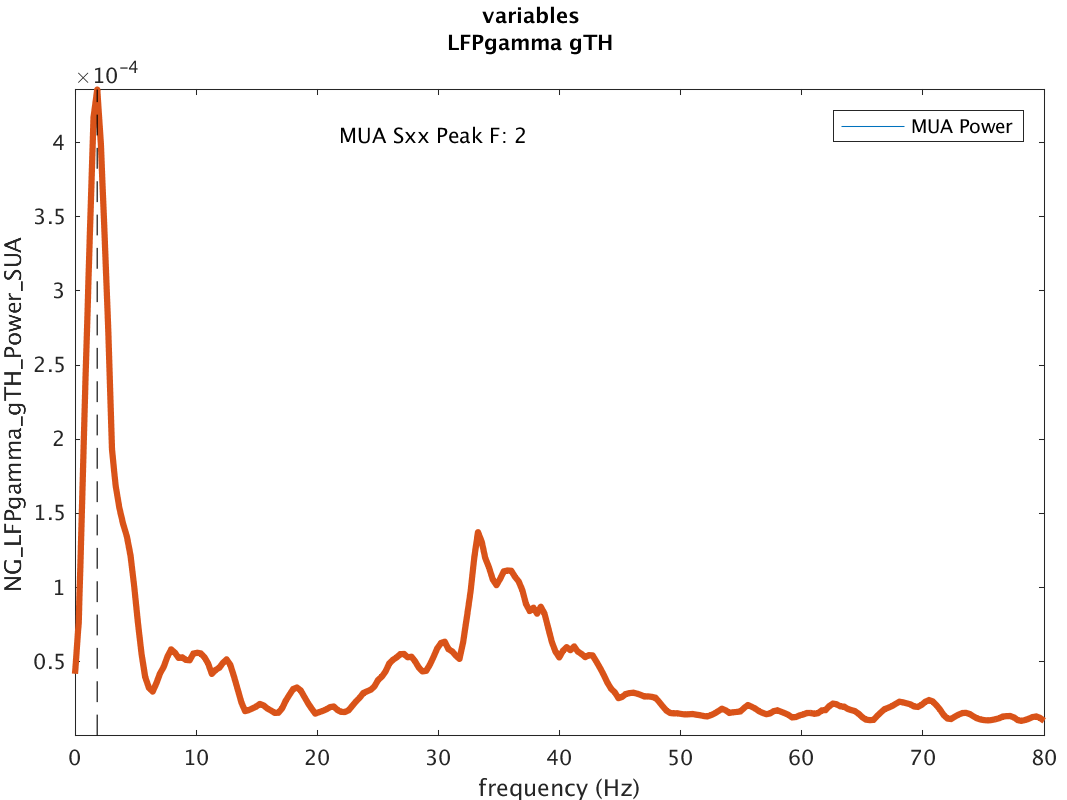 variables
LFPgamma gTH
×10⁻⁴
MUA Sxx Peak F: 2
MUA Power
4
3.5
3
2.5
2
1.5
1
0.5
NG_LFPgamma_gTH_Power_SUA
0 10 20 30 40 50 60 70 80
frequency (Hz)